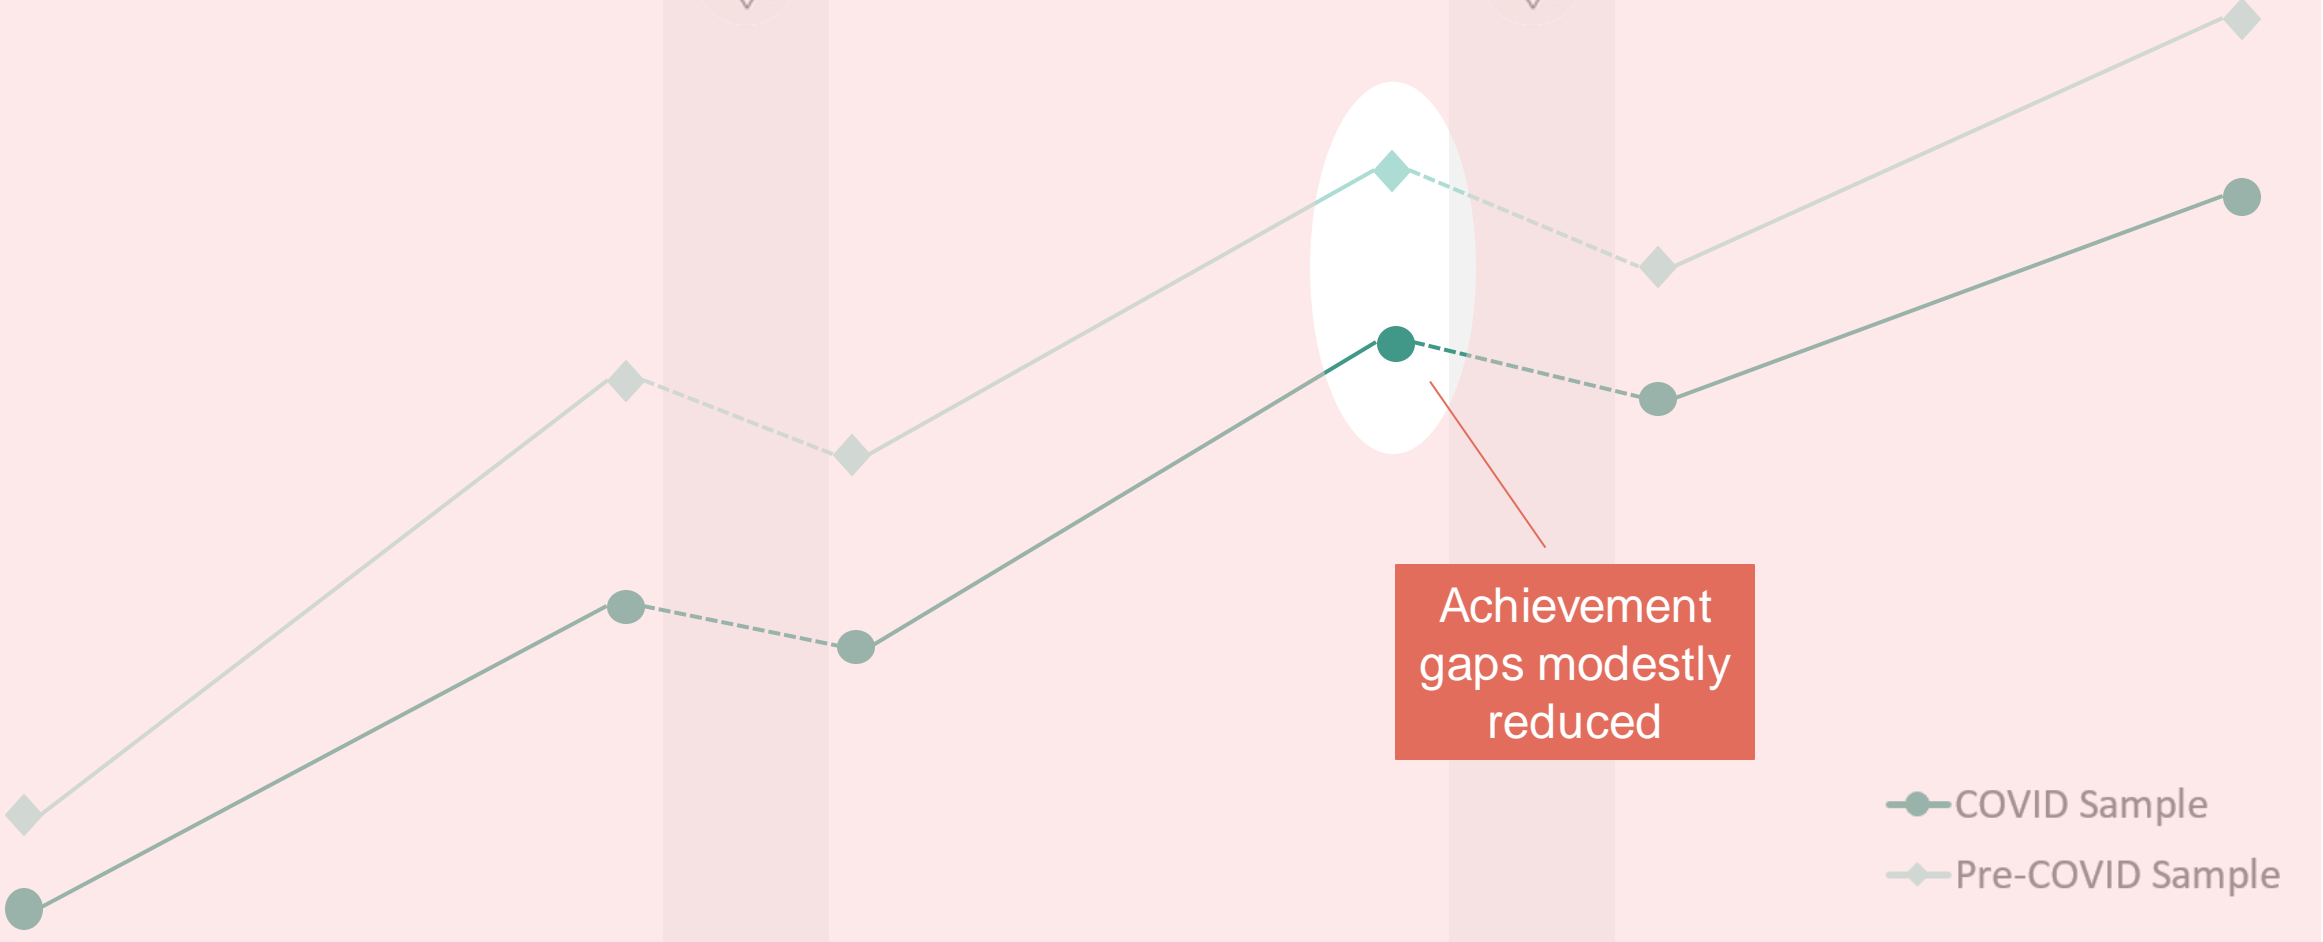 Achievement
gaps modestly
reduced
COVID Sample
Pre-COVID Sample